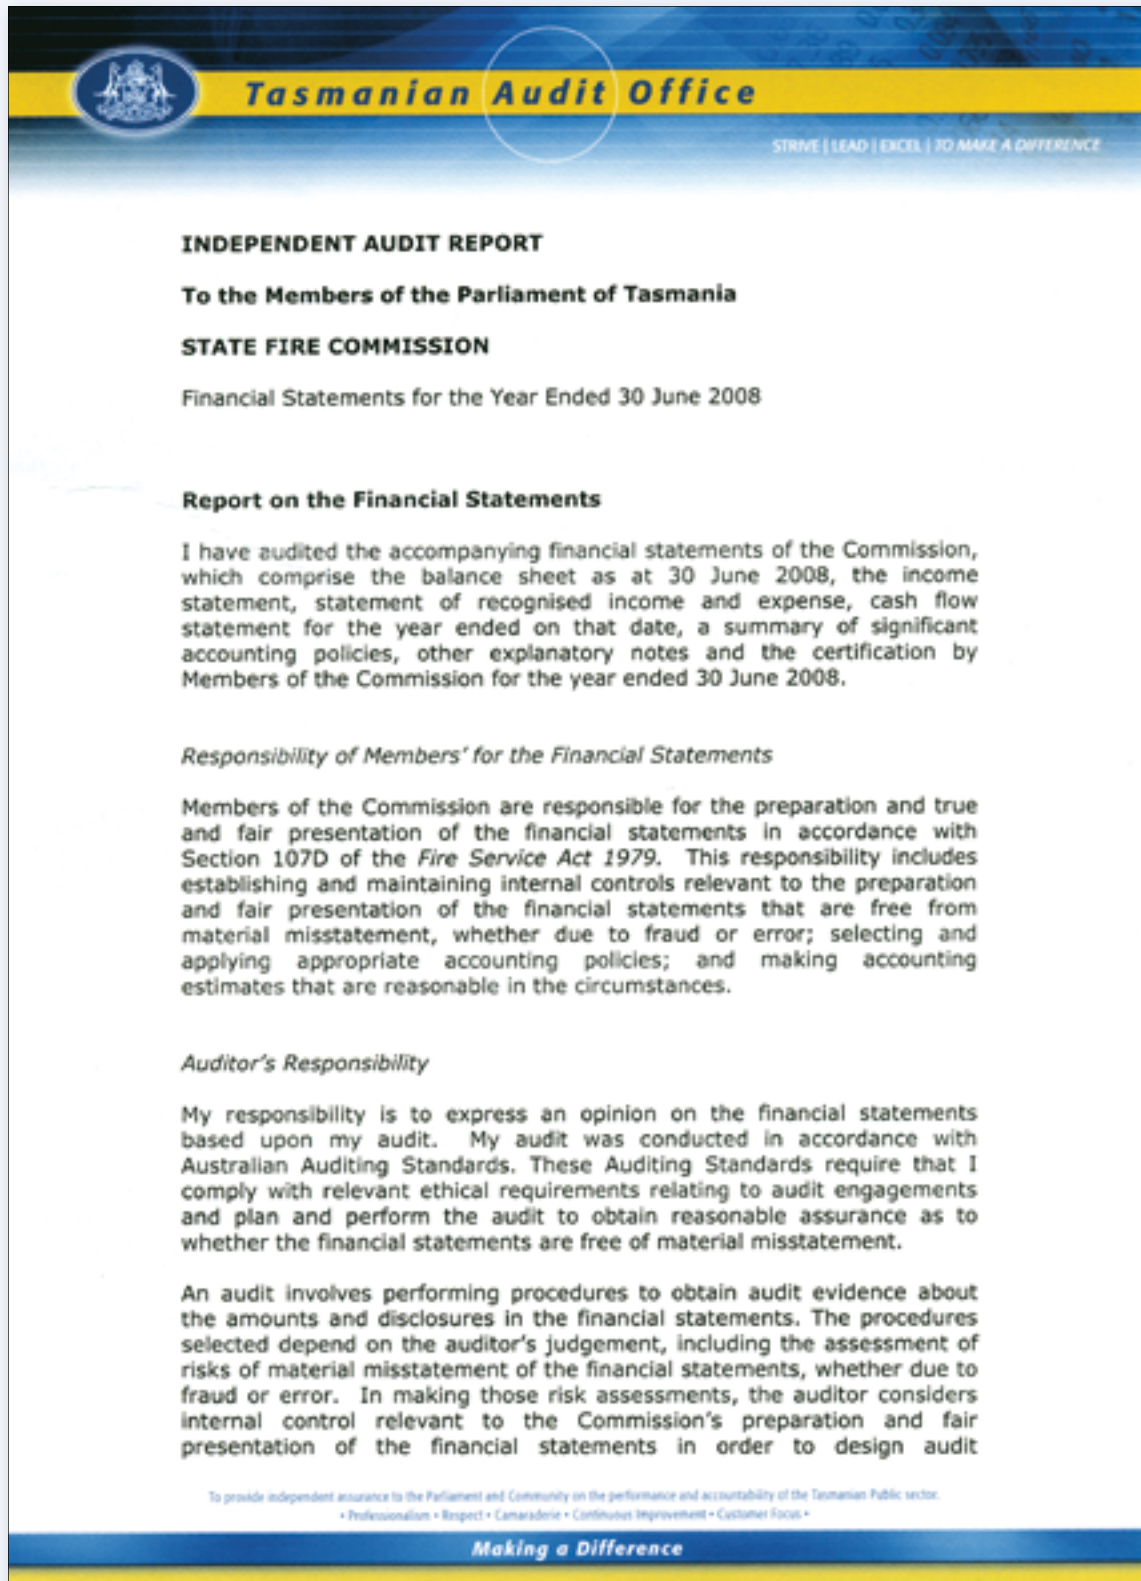 Tasmanian Audit Office
STRIVE | LEAD | EXCEL | TO MAKE A DIFFERENCE
INDEPENDENT AUDIT REPORT
To the Members of the Parliament of Tasmania
STATE FIRE COMMISSION
Financial Statements for the Year Ended 30 June 2008
Report on the Financial Statements
I have audited the accompanying financial statements of the Commission,
which comprise the balance sheet as at 30 June 2008, the income
statement, statement of recognised income and expense, cash flow
statement for the year ended on that date, a summary of significant
accounting policies, other explanatory notes and the certification by
Members of the Commission for the year ended 30 June 2008.
Responsibility of Members' for the Financial Statements
Members of the Commission are responsible for the preparation and true
and fair presentation of the financial statements in accordance with
Section 107D of the Fire Service Act 1979. This responsibility includes
establishing and maintaining internal controls relevant to the preparation
and fair presentation of the financial statements that are free from
material misstatement, whether due to fraud or error; selecting and
applying appropriate accounting policies; and making accounting
estimates that are reasonable in the circumstances.
Auditor's Responsibility
My responsibility is to express an opinion on the financial statements
based upon my audit. My audit was conducted in accordance with
Australian Auditing Standards. These Auditing Standards require that I
comply with relevant ethical requirements relating to audit engagements
and plan and perform the audit to obtain reasonable assurance as to
whether the financial statements are free of material misstatement.
An audit involves performing procedures to obtain audit evidence about
the amounts and disclosures in the financial statements. The procedures
selected depend on the auditor's judgement, including the assessment of
risks of material misstatement of the financial statements, whether due to
fraud or error. In making those risk assessments, the auditor considers
internal control relevant to the Commission's preparation and fair
presentation of the financial statements in order to design audit
To provide independent assurance to the Parliament and Community on the performance and accountability of the Tasmanian Public sector.
• Professionalism • Respect • Camaraderie • Continuous Improvement • Customer Focus •
Making a Difference